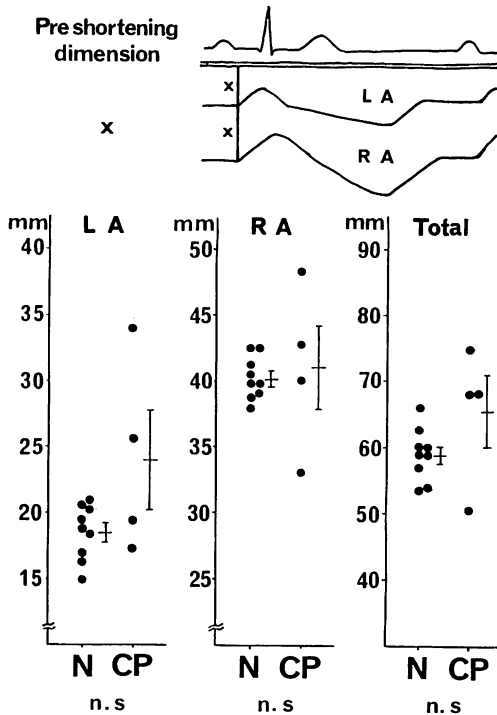 Pre shortening
dimension
x
x
L A
x
R A
mm L A
40
35
30
25
20
15
N CP
n.s
mm R A
50
45
40
35
30
25
N CP
n.s
mm Total
90
80
70
60
50
40
N CP
n.s